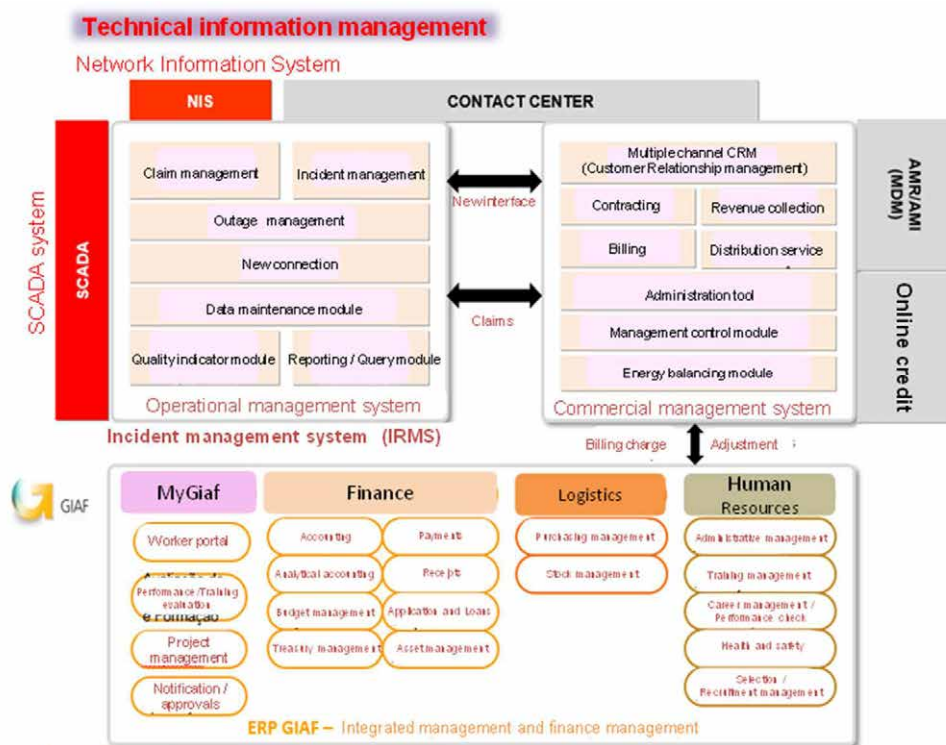 Technical information management
Network Information System
NIS
CONTACT CENTER
SCADA system
SCADA
Claim management
Incident management
Outage management
New connection
Data maintenance module
Quality indicator module
Reporting / Query module
Operational management system
Incident management system (IRMS)
New interface
Claims
Multiple channel CRM
(Customer Relationship management)
Contracting
Revenue collection
Billing
Distribution service
Administration tool
Management control module
Energy balancing module
Commercial management system
AMR/AMI
(MDM)
Online credit
Billing charge
Adjustment
GIAF
MyGiaf
Worker portal
Performance /Training
evaluation
e Formação
Project
management
Notification /
approvals
Finance
Accounting
Payments
Analytical accounting
Receipts
Budget management
Application and Loans
Treasury management
Asset management
Logistics
Purchasing management
Stock management
Human
Resources
Administrative management
Training management
Career management /
Performance check
Health and safety
Selection /
Recruitment management
ERP GIAF – Integrated management and finance management